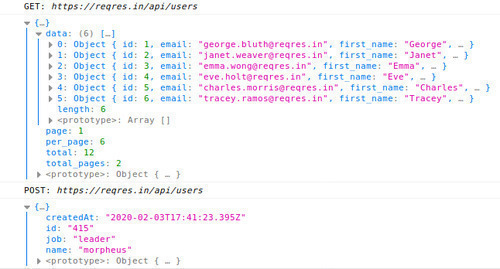 GET: https://reqres.in/api/users
{…}
data: (6) […]
0: Object { id: 1, email: "george.bluth@reqres.in", first_name: "George", … }
1: Object { id: 2, email: "janet.weaver@reqres.in", first_name: "Janet", … }
2: Object { id: 3, email: "emma.wong@reqres.in", first_name: "Emma", … }
3: Object { id: 4, email: "eve.holt@reqres.in", first_name: "Eve", … }
4: Object { id: 5, email: "charles.morris@reqres.in", first_name: "Charles", … }
5: Object { id: 6, email: "tracey.ramos@reqres.in", first_name: "Tracey", … }
length: 6
<prototype>: Array []
page: 1
per_page: 6
total: 12
total_pages: 2
<prototype>: Object { … }
POST: https://reqres.in/api/users
{…}
createdAt: "2020-02-03T17:41:23.395Z"
id: "415"
job: "leader"
name: "morpheus"
<prototype>: Object { … }